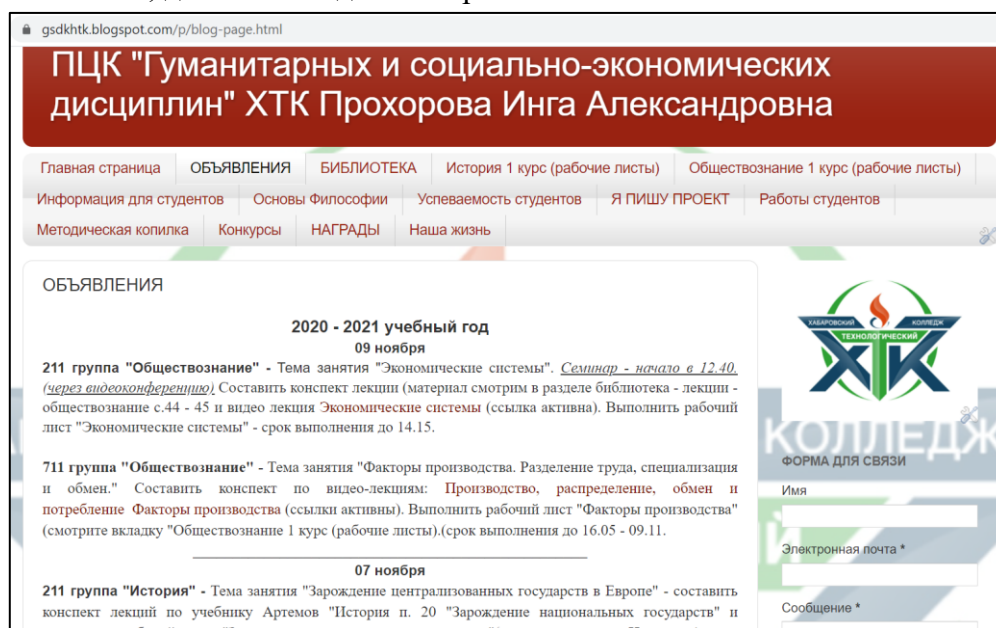 gsdkhtk.blogspot.com/p/blog-page.html
ПЦК "Гуманитарных и социально-экономических
дисциплин" ХТК Прохорова Инга Александровна
Главная страница ОБЪЯВЛЕНИЯ БИБЛИОТЕКА История 1 курс (рабочие листы) Обществознание 1 курс (рабочие листы)
Информация для студентов Основы Философии Успеваемость студентов Я ПИШУ ПРОЕКТ Работы студентов
Методическая копилка Конкурсы НАГРАДЫ Наша жизнь
ОБЪЯВЛЕНИЯ
2020 - 2021 учебный год
09 ноября
211 группа "Обществознание" - Тема занятия "Экономические системы". Семинар - начало в 12.40.
(через видеоконференцию) Составить конспект лекции (материал смотрим в разделе библиотека - лекции -
обществознание с.44 - 45 и видео лекция Экономические системы (ссылка активна). Выполнить рабочий
лист "Экономические системы" - срок выполнения до 14.15.
711 группа "Обществознание" - Тема занятия "Факторы производства. Разделение труда, специализация
и обмен." Составить конспект по видео-лекциям: Производство, распределение, обмен и
потребление Факторы производства (ссылки активны). Выполнить рабочий лист "Факторы производства"
(смотрите вкладку "Обществознание 1 курс (рабочие листы).(срок выполнения до 16.05 - 09.11.
07 ноября
211 группа "История" - Тема занятия "Зарождение централизованных государств в Европе" - составить
конспект лекций по учебнику Артемов "История п. 20 "Зарождение национальных государств" и
ХАБАРОВСКИЙ КОЛЛЕДЖ
ТЕХНОЛОГИЧЕСКИЙ
ХТК
КОЛЛЕДЖ
ФОРМА ДЛЯ СВЯЗИ
Имя
Электронная почта *
Сообщение *